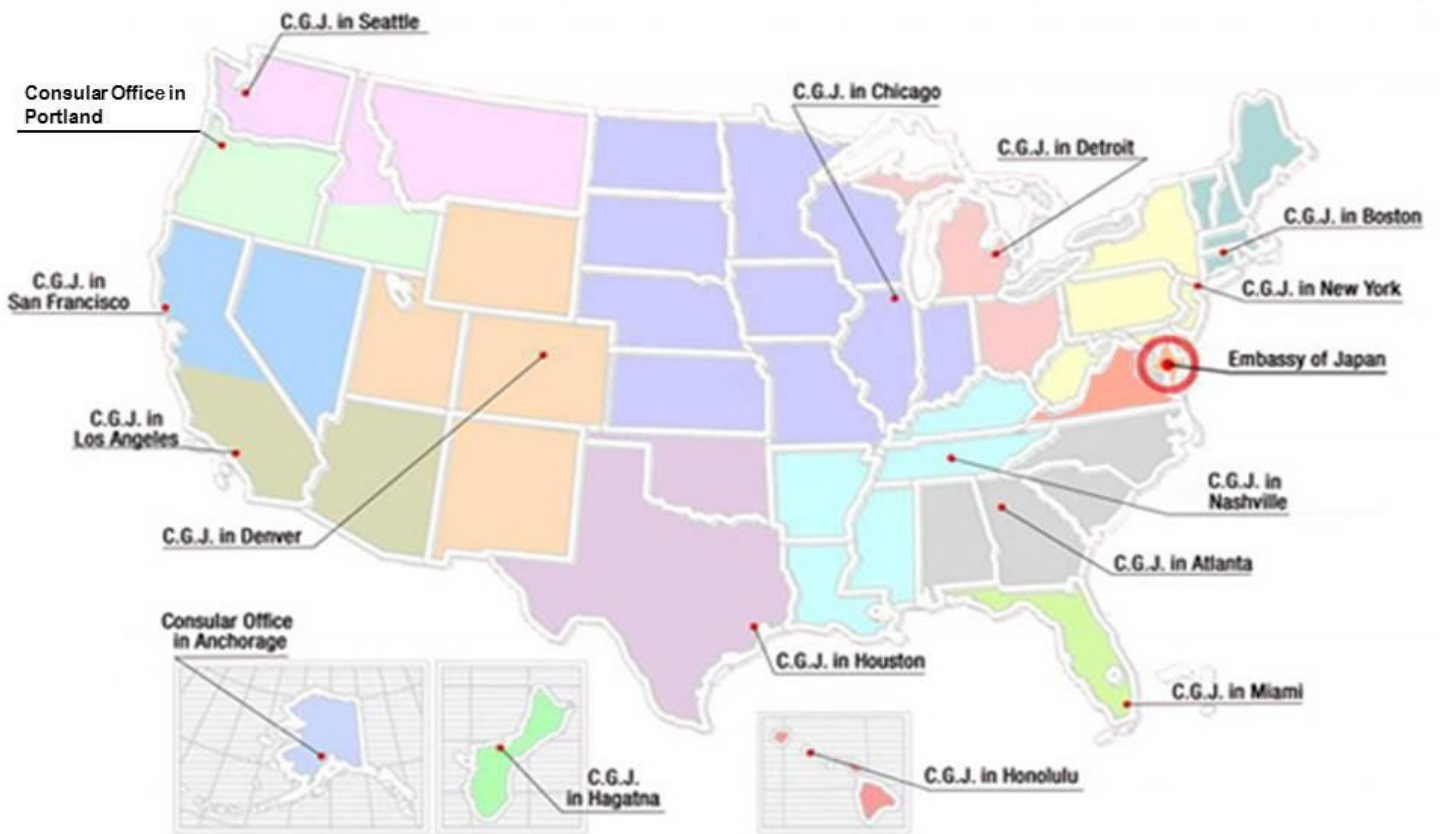 C.G.J. in Seattle
Consular Office in
Portland
C.G.J. in Chicago
C.G.J. in Detroit
C.G.J. in Boston
C.G.J. in
San Francisco
C.G.J. in New York
Embassy of Japan
C.G.J. in
Los Angeles
C.G.J. in
Nashville
C.G.J. in Denver
C.G.J. in Atlanta
Consular Office
in Anchorage
C.G.J. in Houston
C.G.J. in Miami
C.G.J.
in Hagatna
C.G.J. in Honolulu